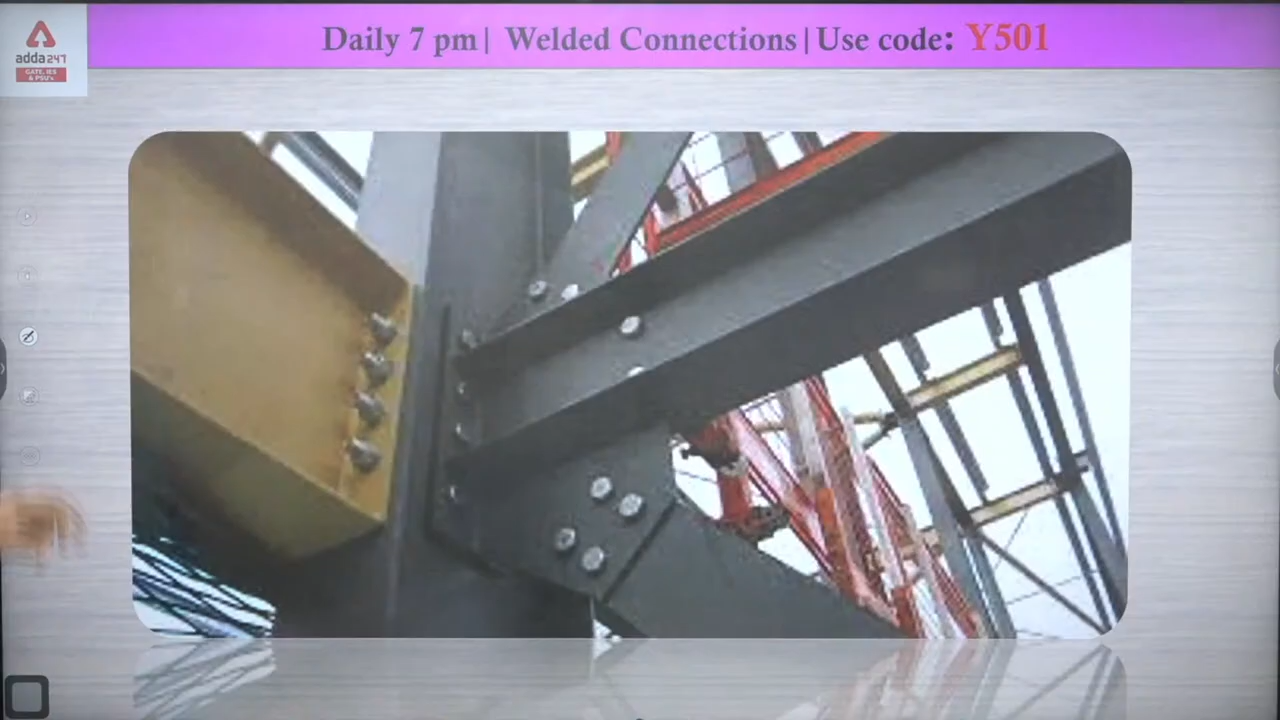 Daily 7 pm| Welded Connections|Use code: Y501
adda247
GATE, IES
& PSU's